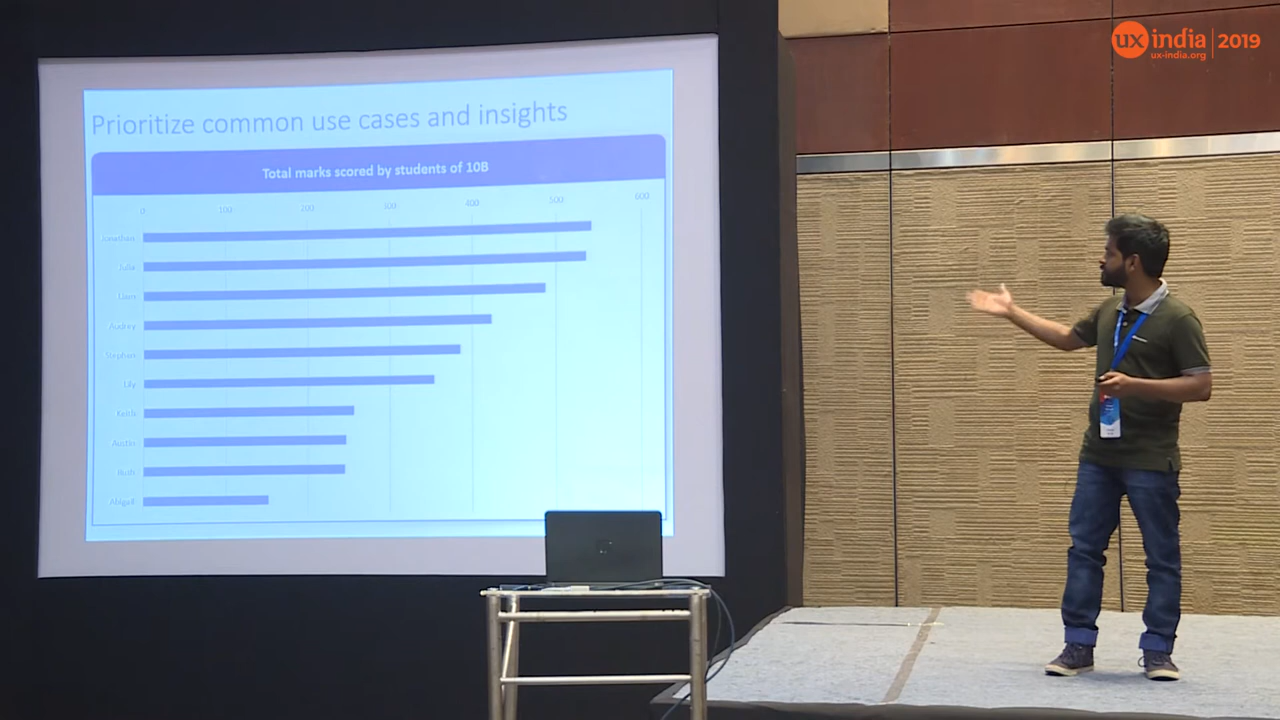 Prioritize common use cases and insights
Total marks scored by students of 10B
0 100 200 300 400 500 600
Jonathan
Julia
Liam
Audrey
Stephen
Lily
Keith
Austin
Ruth
Abigail
ux india 2019
ux-india.org